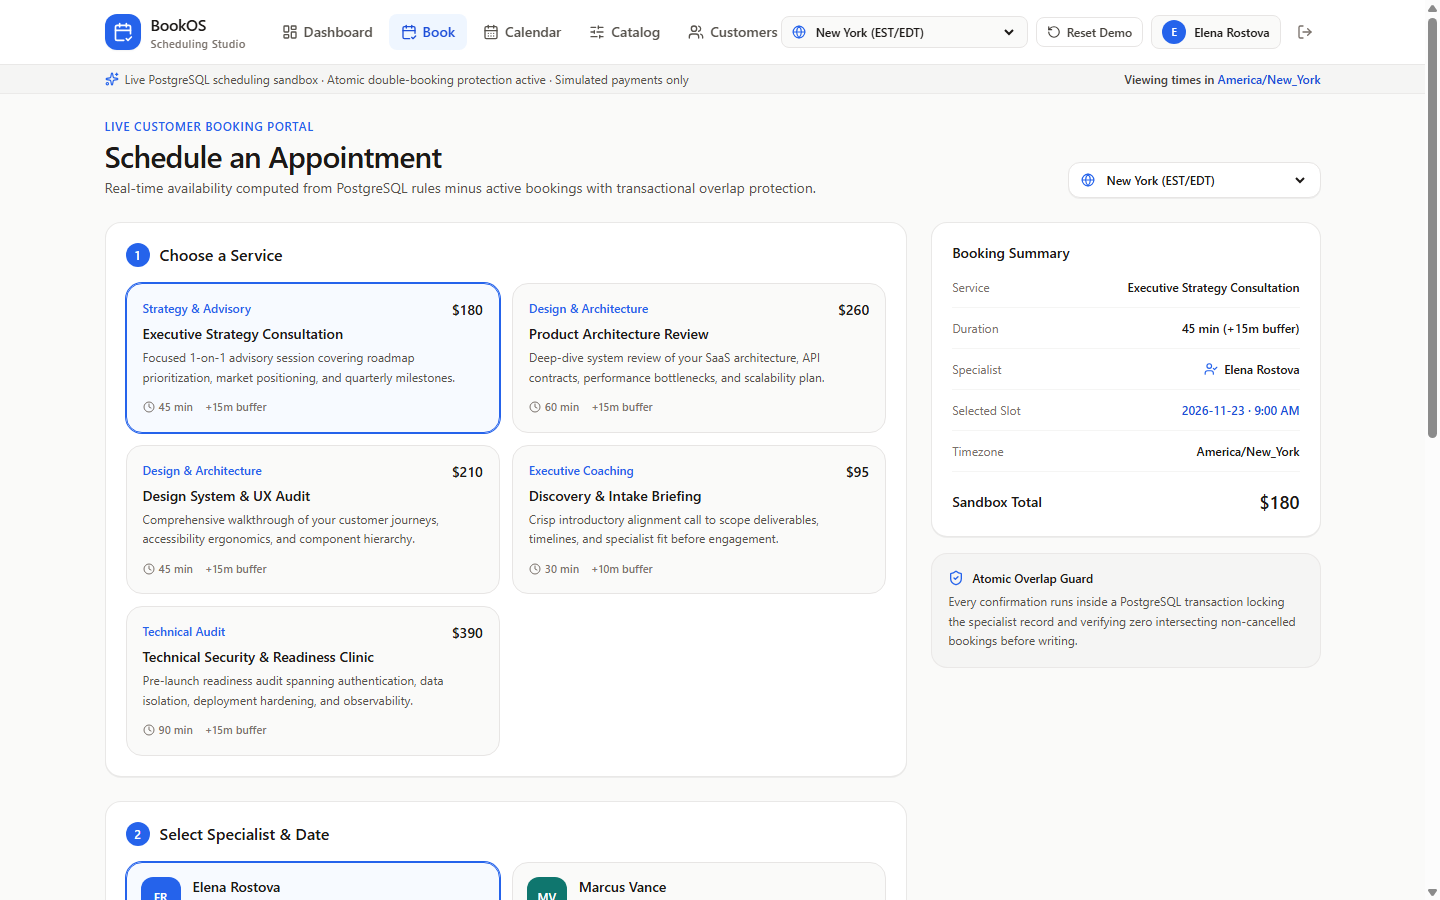 BookOS
Scheduling Studio
Dashboard
Book
Calendar
Catalog
Customers
New York (EST/EDT)
Reset Demo
E
Elena Rostova
Live PostgreSQL scheduling sandbox · Atomic double-booking protection active · Simulated payments only
Viewing times in America/New_York
LIVE CUSTOMER BOOKING PORTAL
Schedule an Appointment
Real-time availability computed from PostgreSQL rules minus active bookings with transactional overlap protection.
New York (EST/EDT)
1
Choose a Service
Strategy & Advisory
$180
Executive Strategy Consultation
Focused 1-on-1 advisory session covering roadmap
prioritization, market positioning, and quarterly milestones.
45 min
+15m buffer
Design & Architecture
$260
Product Architecture Review
Deep-dive system review of your SaaS architecture, API
contracts, performance bottlenecks, and scalability plan.
60 min
+15m buffer
Design & Architecture
$210
Design System & UX Audit
Comprehensive walkthrough of your customer journeys,
accessibility ergonomics, and component hierarchy.
45 min
+15m buffer
Executive Coaching
$95
Discovery & Intake Briefing
Crisp introductory alignment call to scope deliverables,
timelines, and specialist fit before engagement.
30 min
+10m buffer
Technical Audit
$390
Technical Security & Readiness Clinic
Pre-launch readiness audit spanning authentication, data
isolation, deployment hardening, and observability.
90 min
+15m buffer
2
Select Specialist & Date
ER
Elena Rostova
MV
Marcus Vance
Booking Summary
Service
Executive Strategy Consultation
Duration
45 min (+15m buffer)
Specialist
Elena Rostova
Selected Slot
2026-11-23 · 9:00 AM
Timezone
America/New_York
Sandbox Total
$180
Atomic Overlap Guard
Every confirmation runs inside a PostgreSQL transaction locking
the specialist record and verifying zero intersecting non-cancelled
bookings before writing.